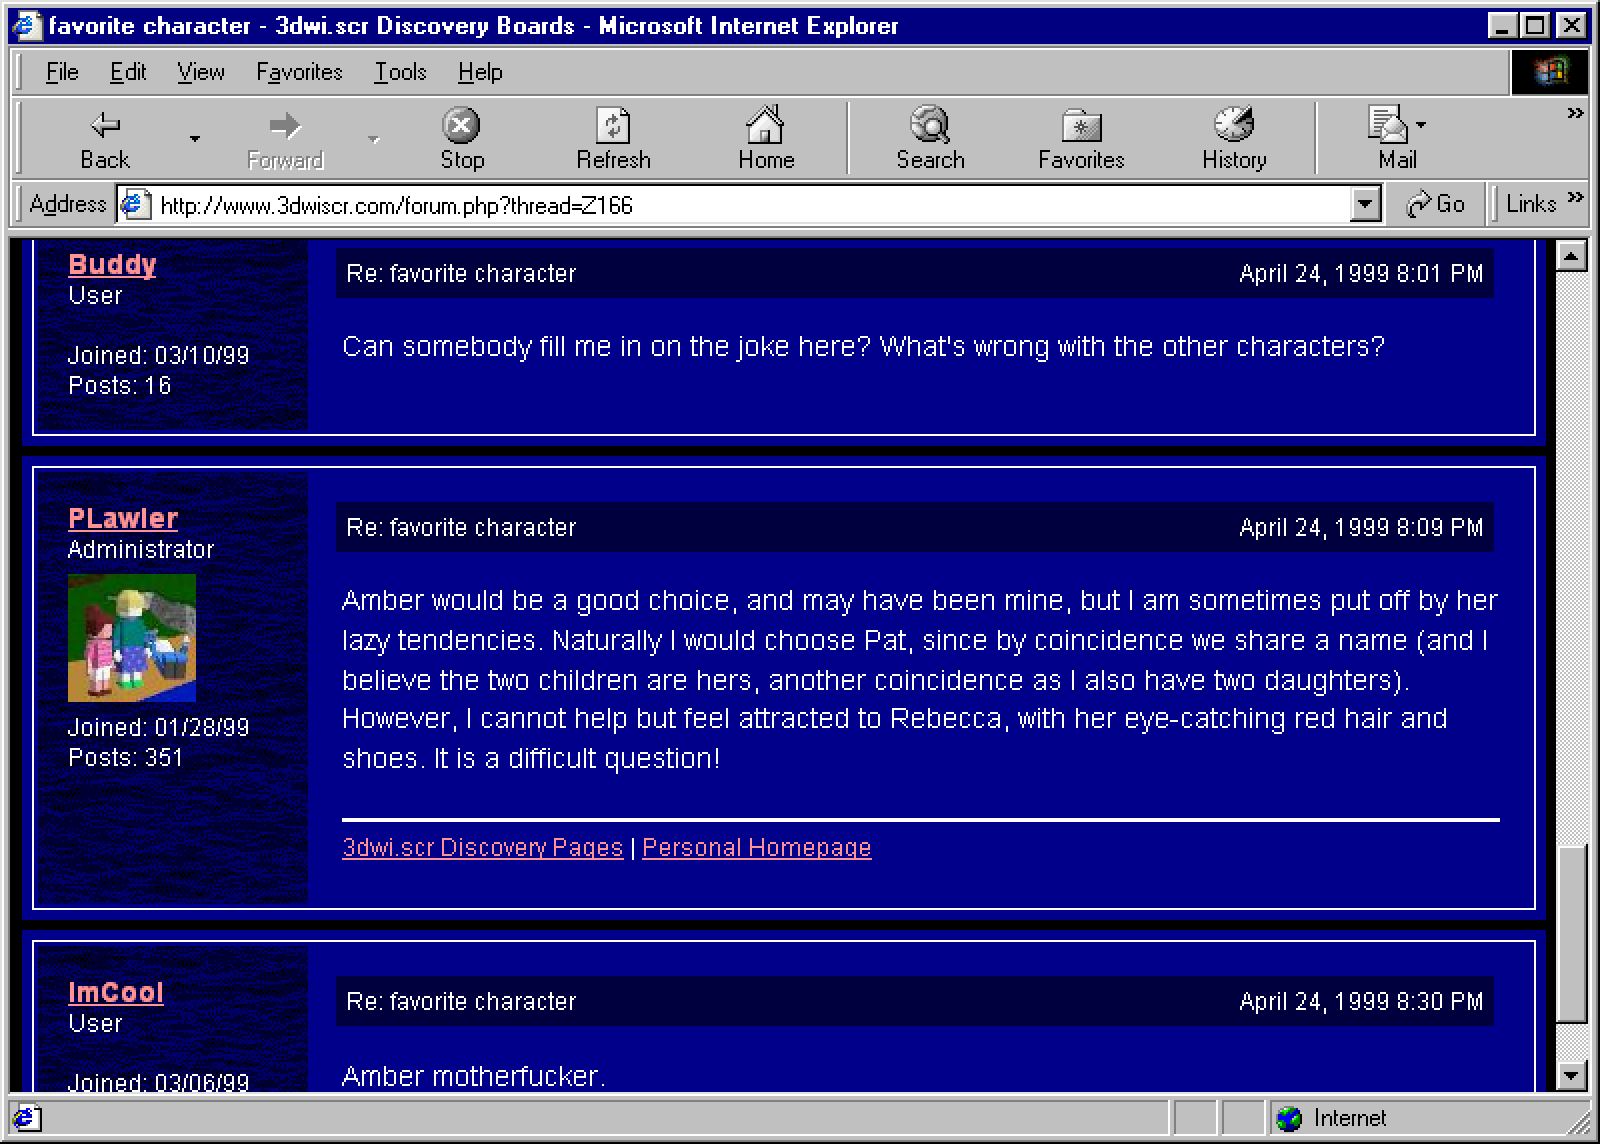 favorite character - 3dwi.scr Discovery Boards - Microsoft Internet Explorer
File Edit View Favorites Tools Help
Back Forward Stop Refresh Home Search Favorites History Mail »
Address http://www.3dwiscr.com/forum.php?thread=Z166 Go Links »
Buddy
User
Joined: 03/10/99
Posts: 16
Re: favorite character April 24, 1999 8:01 PM
Can somebody fill me in on the joke here? What's wrong with the other characters?
PLawler
Administrator
Joined: 01/28/99
Posts: 351
Re: favorite character April 24, 1999 8:09 PM
Amber would be a good choice, and may have been mine, but I am sometimes put off by her
lazy tendencies. Naturally I would choose Pat, since by coincidence we share a name (and I
believe the two children are hers, another coincidence as I also have two daughters).
However, I cannot help but feel attracted to Rebecca, with her eye-catching red hair and
shoes. It is a difficult question!
3dwi.scr Discovery Pages | Personal Homepage
ImCool
User
Joined: 03/06/99
Re: favorite character April 24, 1999 8:30 PM
Amber motherfucker.
Internet